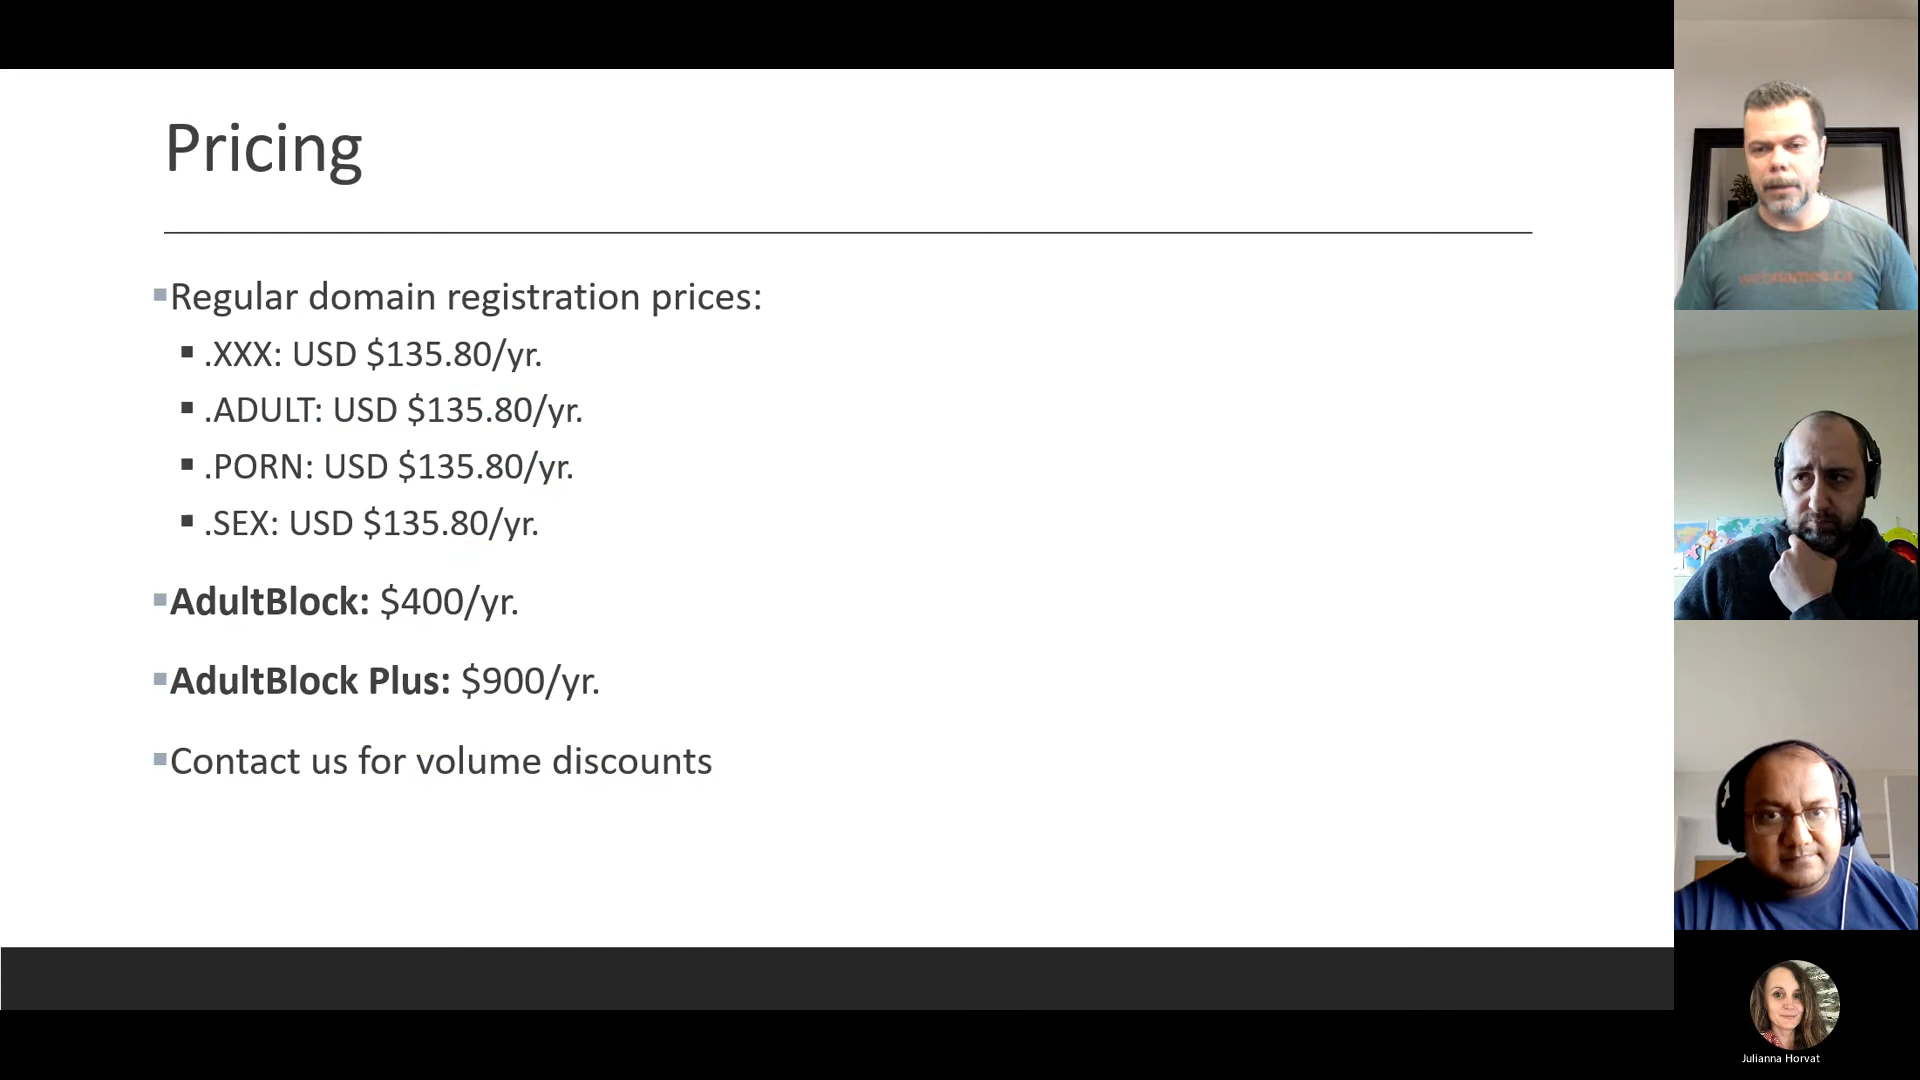 Pricing
▪Regular domain registration prices:
▪ .XXX: USD $135.80/yr.
▪ .ADULT: USD $135.80/yr.
▪ .PORN: USD $135.80/yr.
▪ .SEX: USD $135.80/yr.
▪AdultBlock: $400/yr.
▪AdultBlock Plus: $900/yr.
▪Contact us for volume discounts
webnames.ca
Julianna Horvat